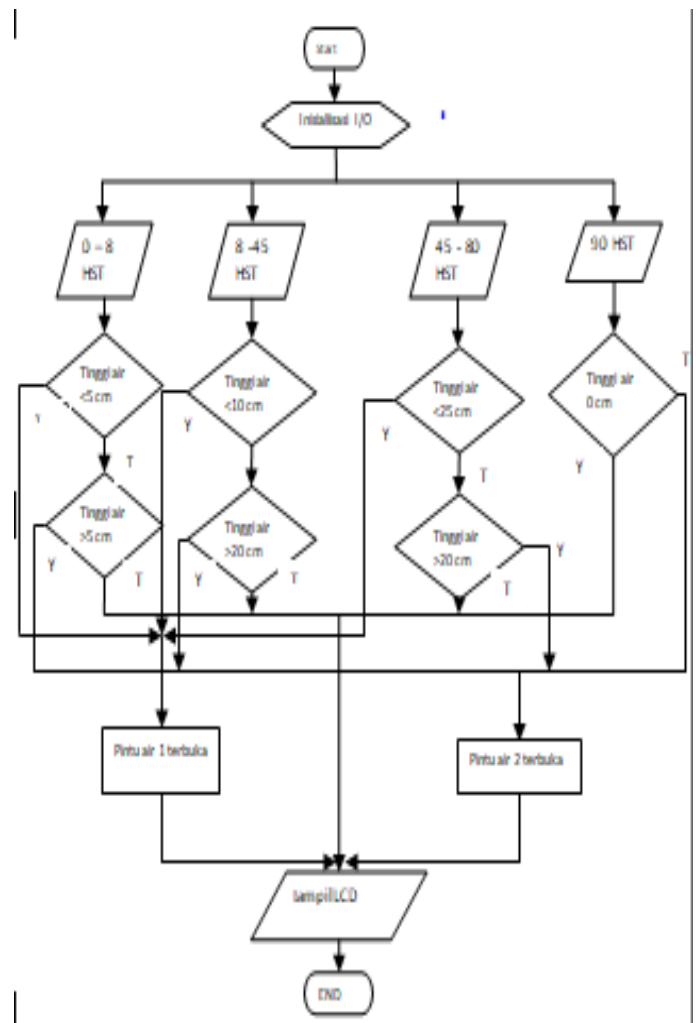 Start
Inisialisasi I/O
0 – 8
HST
8 -45
HST
45 - 80
HST
90 HST
Tinggi air
<5 cm
Tinggi air
<10 cm
Tinggi air
<25 cm
Tinggi air
0 cm
T
Y
Y
Y
Y
T
T
Tinggi air
>5 cm
Tinggi air
>20 cm
Tinggi air
>20 cm
Y
T
Y
T
T
Y
Pintu air 1 terbuka
Pintu air 2 terbuka
tampil LCD
END